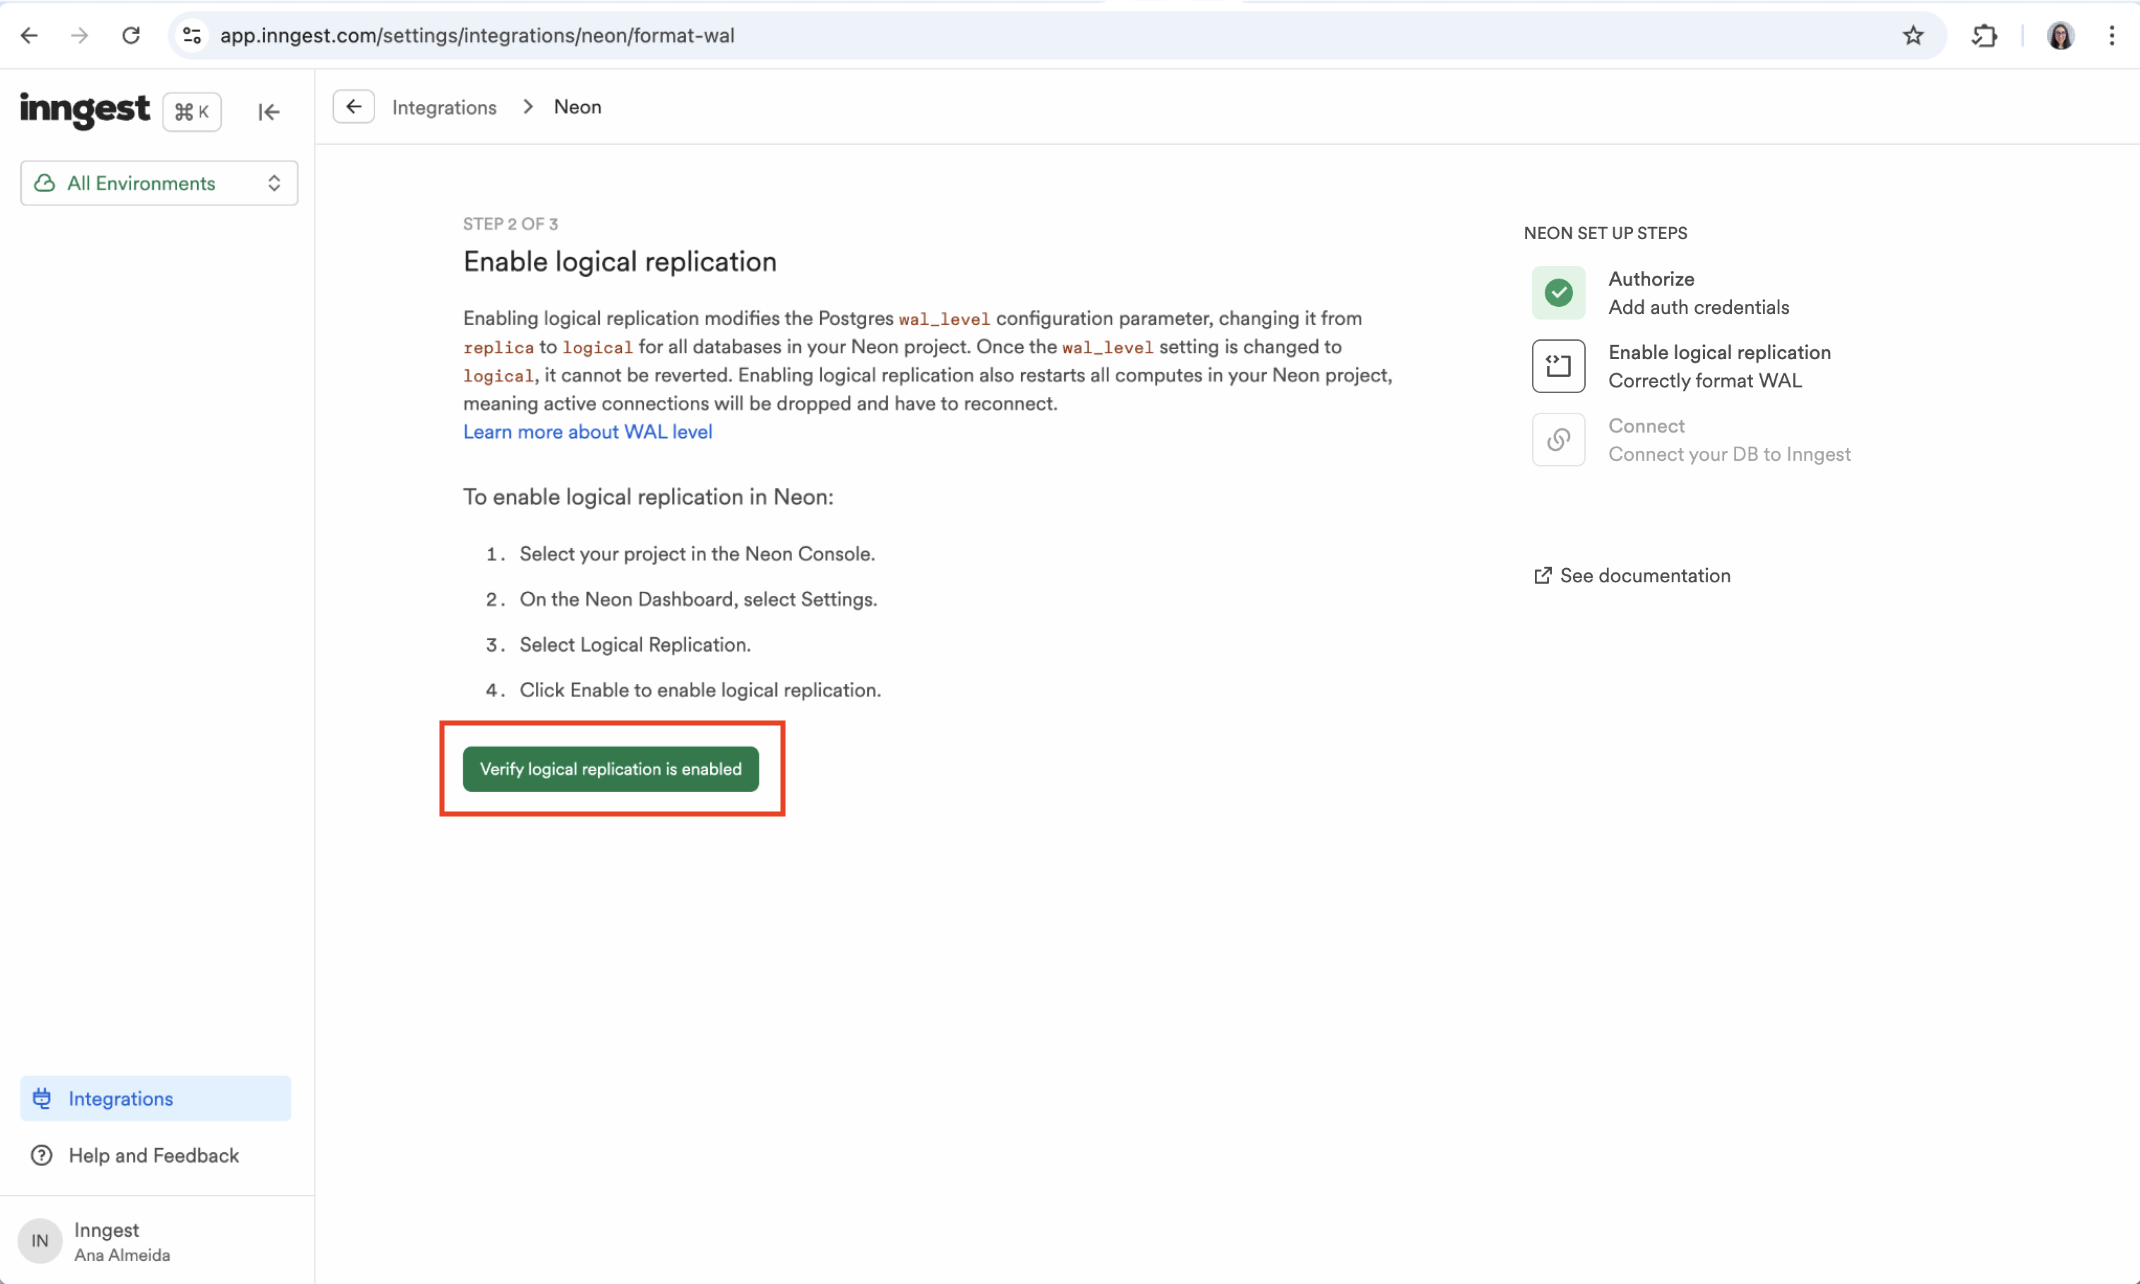 app.inngest.com/settings/integrations/neon/format-wal
inngest
⌘ K
All Environments
Integrations
Neon
STEP 2 OF 3
Enable logical replication
Enabling logical replication modifies the Postgres wal_level configuration parameter, changing it from
replica to logical for all databases in your Neon project. Once the wal_level setting is changed to
logical, it cannot be reverted. Enabling logical replication also restarts all computes in your Neon project,
meaning active connections will be dropped and have to reconnect.
Learn more about WAL level
To enable logical replication in Neon:
1. Select your project in the Neon Console.
2. On the Neon Dashboard, select Settings.
3. Select Logical Replication.
4. Click Enable to enable logical replication.
Verify logical replication is enabled
NEON SET UP STEPS
Authorize
Add auth credentials
Enable logical replication
Correctly format WAL
Connect
Connect your DB to Inngest
See documentation
Integrations
Help and Feedback
IN
Inngest
Ana Almeida